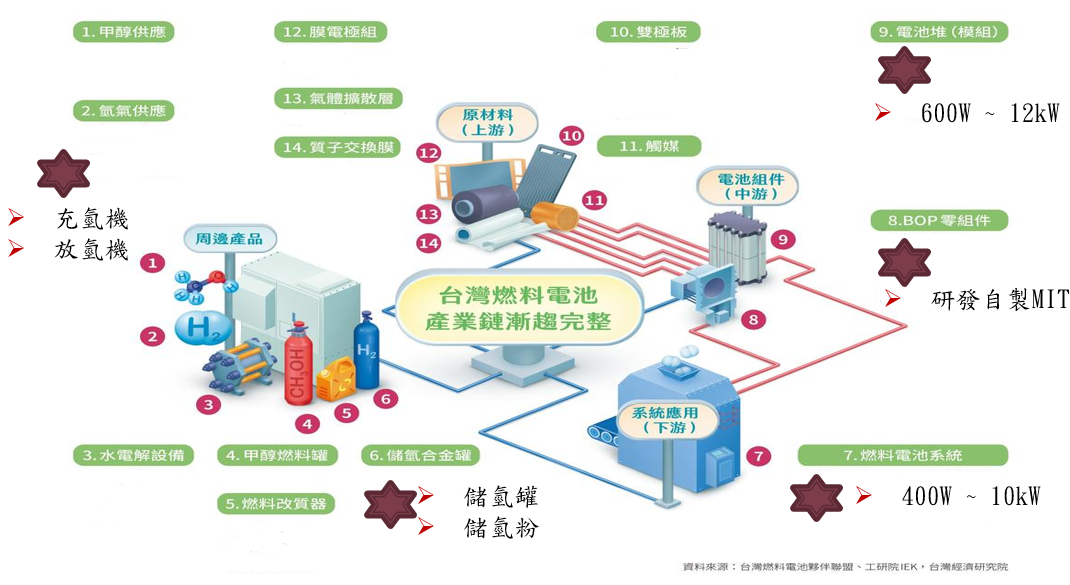 1.甲醇供應
12.膜電極組
10.雙極板
9.電池堆(模組)
600W ~ 12kW
2.氫氣供應
13.氣體擴散層
14.質子交換膜
11.觸媒
充氫機
放氫機
原材料
(上游)
10
12
11
13
14
電池組件
(中游)
9
8
8.BOP零組件
研發自製MIT
周邊產品
1
H
H
H
H₂
2
3
CH₃OH
4
5
H₂
6
台灣燃料電池
產業鏈漸趨完整
系統應用
(下游)
7
3.水電解設備
4.甲醇燃料罐
6.儲氫合金罐
7.燃料電池系統
5.燃料改質器
儲氫罐
儲氫粉
400W ~ 10kW
資料來源：台灣燃料電池夥伴聯盟、工研院IEK，台灣經濟研究院